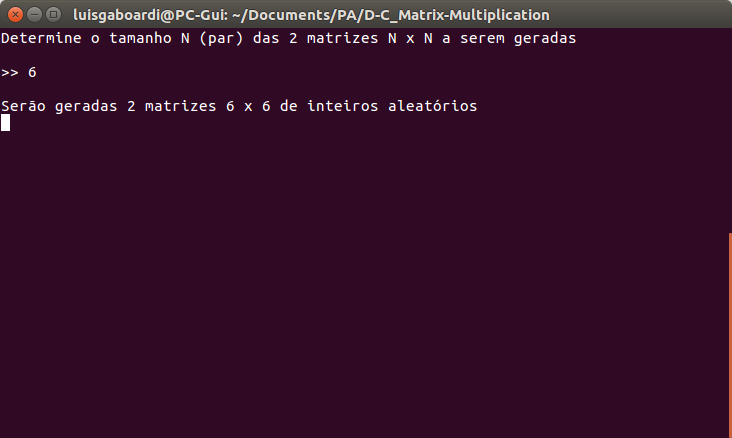 luisgaboardi@PC-Gui: ~/Documents/PA/D-C_Matrix-Multiplication
Determine o tamanho N (par) das 2 matrizes N x N a serem geradas
>> 6
Serão geradas 2 matrizes 6 x 6 de inteiros aleatórios